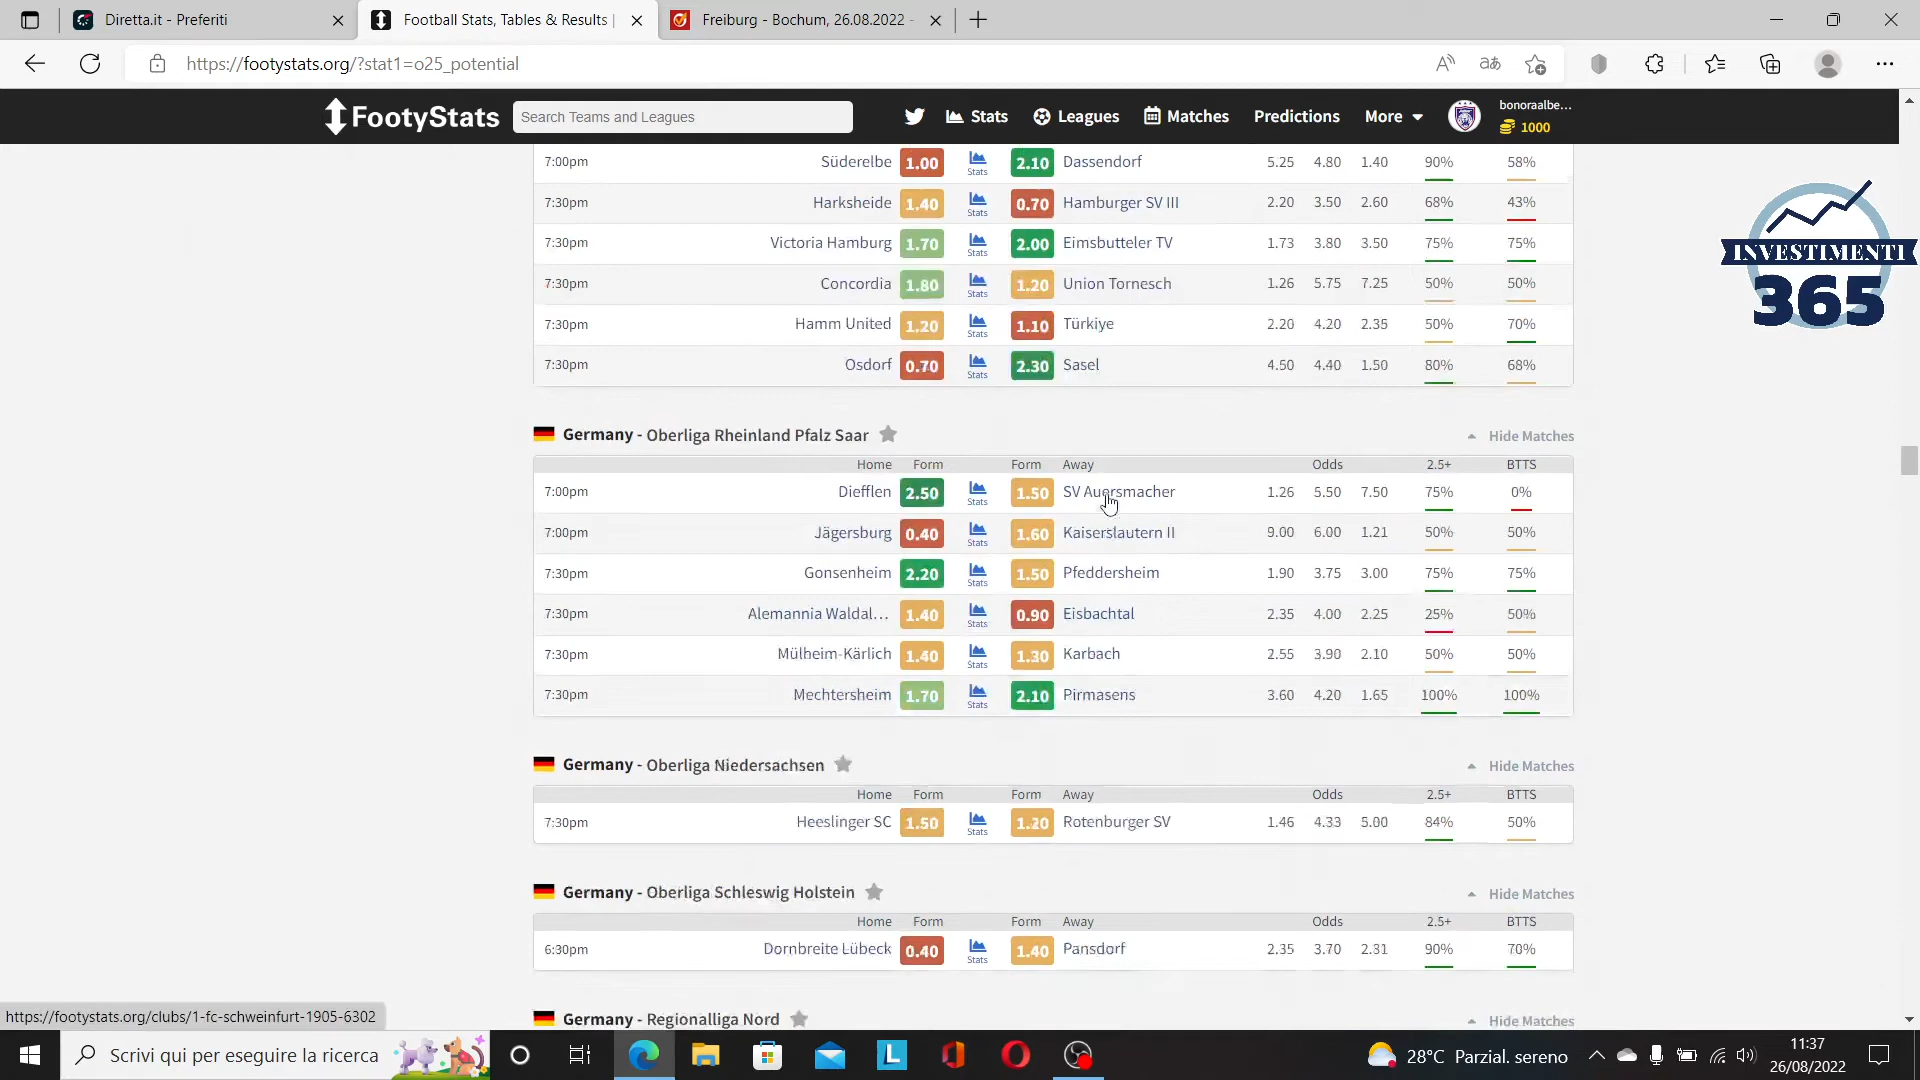 Diretta.it - Preferiti
Football Stats, Tables & Results |
Freiburg - Bochum, 26.08.2022 -
https://footystats.org/?stat1=o25_potential
FootyStats
Search Teams and Leagues
Stats Leagues Matches Predictions More
bonoraalbe...
1000
7:00pm Süderelbe 1.00 Stats 2.10 Dassendorf 5.25 4.80 1.40 90% 58%
7:30pm Harksheide 1.40 Stats 0.70 Hamburger SV III 2.20 3.50 2.60 68% 43%
7:30pm Victoria Hamburg 1.70 Stats 2.00 Eimsbutteler TV 1.73 3.80 3.50 75% 75%
7:30pm Concordia 1.80 Stats 1.20 Union Tornesch 1.26 5.75 7.25 50% 50%
7:30pm Hamm United 1.20 Stats 1.10 Türkiye 2.20 4.20 2.35 50% 70%
7:30pm Osdorf 0.70 Stats 2.30 Sasel 4.50 4.40 1.50 80% 68%
INVESTIMENTI
365
Germany - Oberliga Rheinland Pfalz Saar Hide Matches
Home Form Form Away Odds 2.5+ BTTS
7:00pm Diefflen 2.50 Stats 1.50 SV Auersmacher 1.26 5.50 7.50 75% 0%
7:00pm Jägersburg 0.40 Stats 1.60 Kaiserslautern II 9.00 6.00 1.21 50% 50%
7:30pm Gonsenheim 2.20 Stats 1.50 Pfeddersheim 1.90 3.75 3.00 75% 75%
7:30pm Alemannia Waldal... 1.40 Stats 0.90 Eisbachtal 2.35 4.00 2.25 25% 50%
7:30pm Mülheim-Kärlich 1.40 Stats 1.30 Karbach 2.55 3.90 2.10 50% 50%
7:30pm Mechtersheim 1.70 Stats 2.10 Pirmasens 3.60 4.20 1.65 100% 100%
Germany - Oberliga Niedersachsen Hide Matches
Home Form Form Away Odds 2.5+ BTTS
7:30pm Heeslinger SC 1.50 Stats 1.20 Rotenburger SV 1.46 4.33 5.00 84% 50%
Germany - Oberliga Schleswig Holstein Hide Matches
Home Form Form Away Odds 2.5+ BTTS
6:30pm Dornbreite Lübeck 0.40 Stats 1.40 Pansdorf 2.35 3.70 2.31 90% 70%
Germany - Regionalliga Nord Hide Matches
https://footystats.org/clubs/1-fc-schweinfurt-1905-6302
Scrivi qui per eseguire la ricerca
28°C Parzial. sereno
11:37
26/08/2022